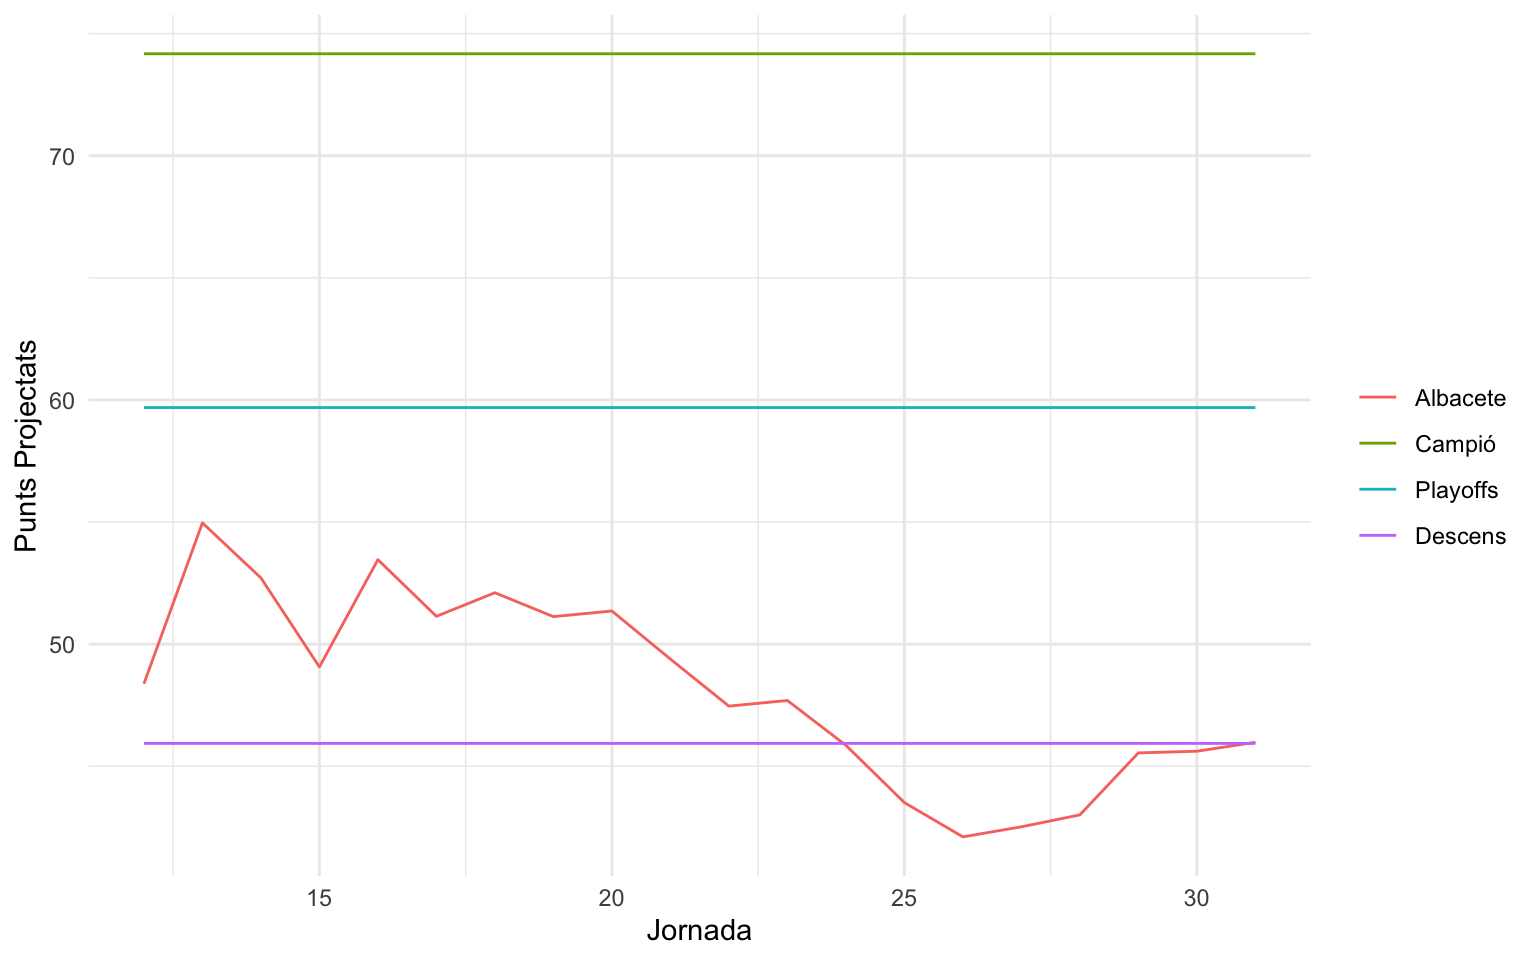 Punts Projectats
70
60
50
15 20 25 30
Jornada
Albacete
Campió
Playoffs
Descens